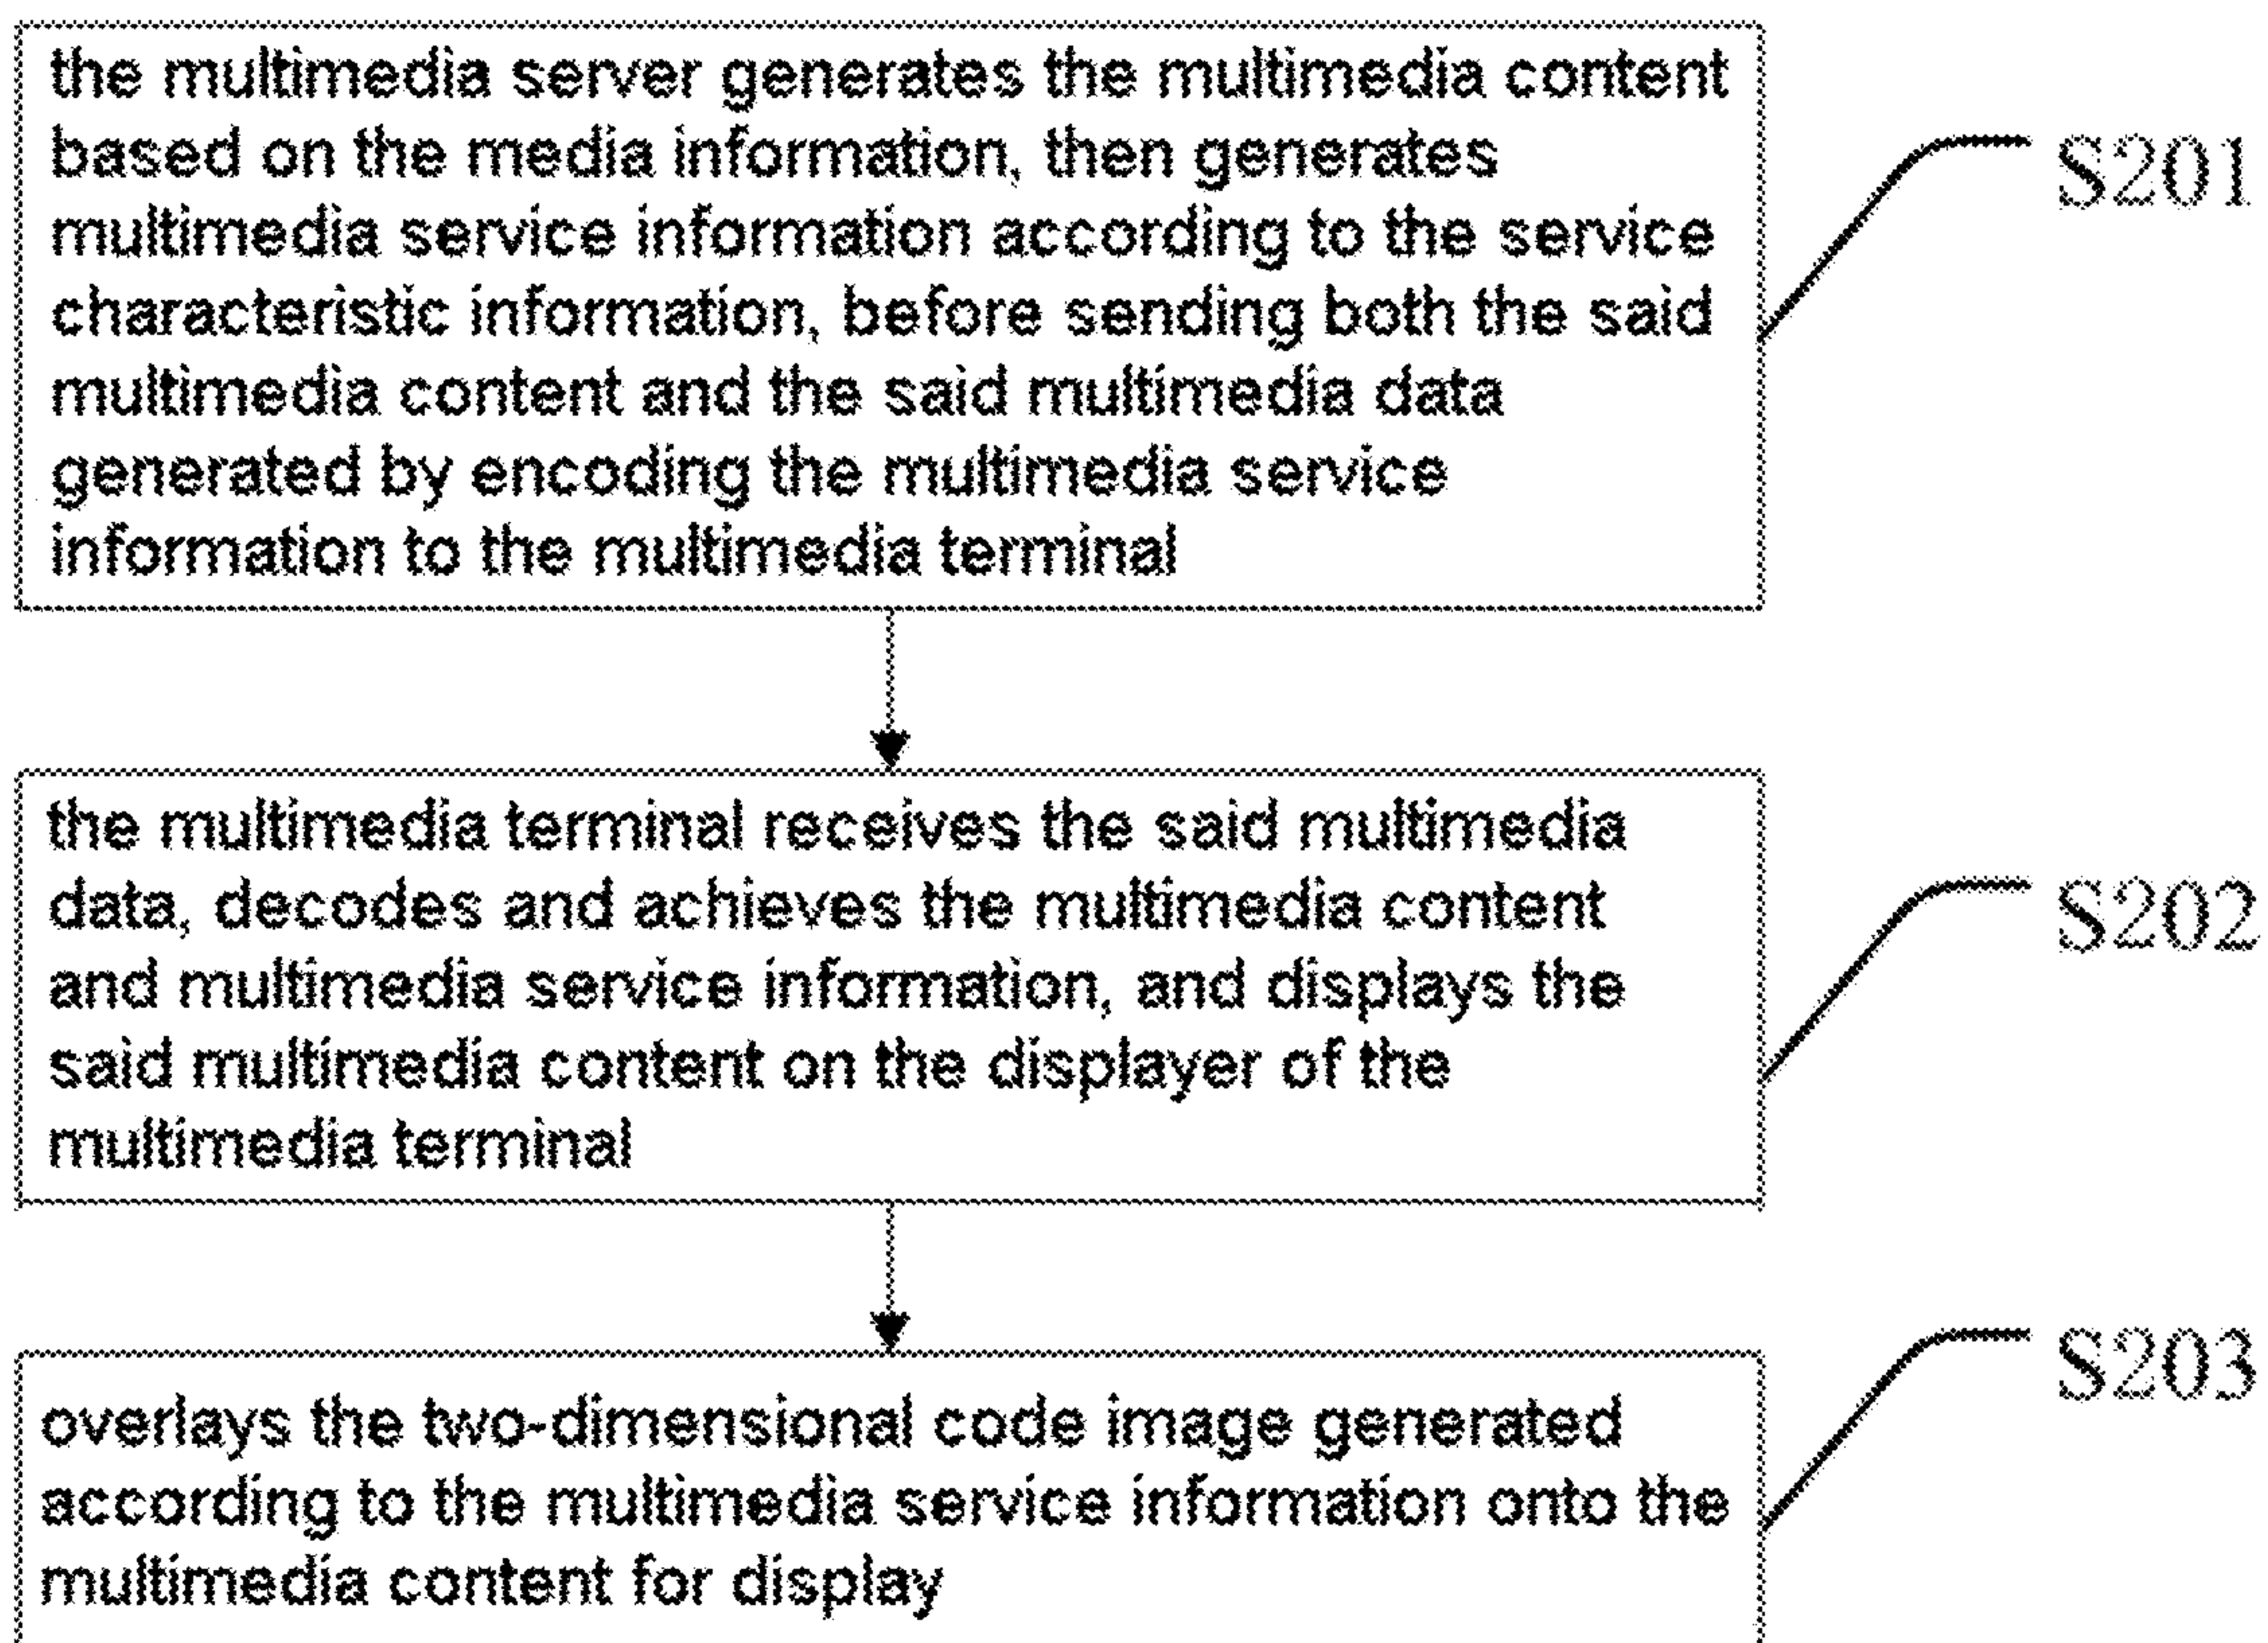 the multimedia server generates the multimedia content
based on the media information, then generates
multimedia service information according to the service
characteristic information, before sending both the said
multimedia content and the said multimedia data
generated by encoding the multimedia service
information to the multimedia terminal
S201
the multimedia terminal receives the said multimedia
data, decodes and achieves the multimedia content
and multimedia service information, and displays the
said multimedia content on the displayer of the
multimedia terminal
S202
overlays the two-dimensional code image generated
according to the multimedia service information onto the
multimedia content for display
S203